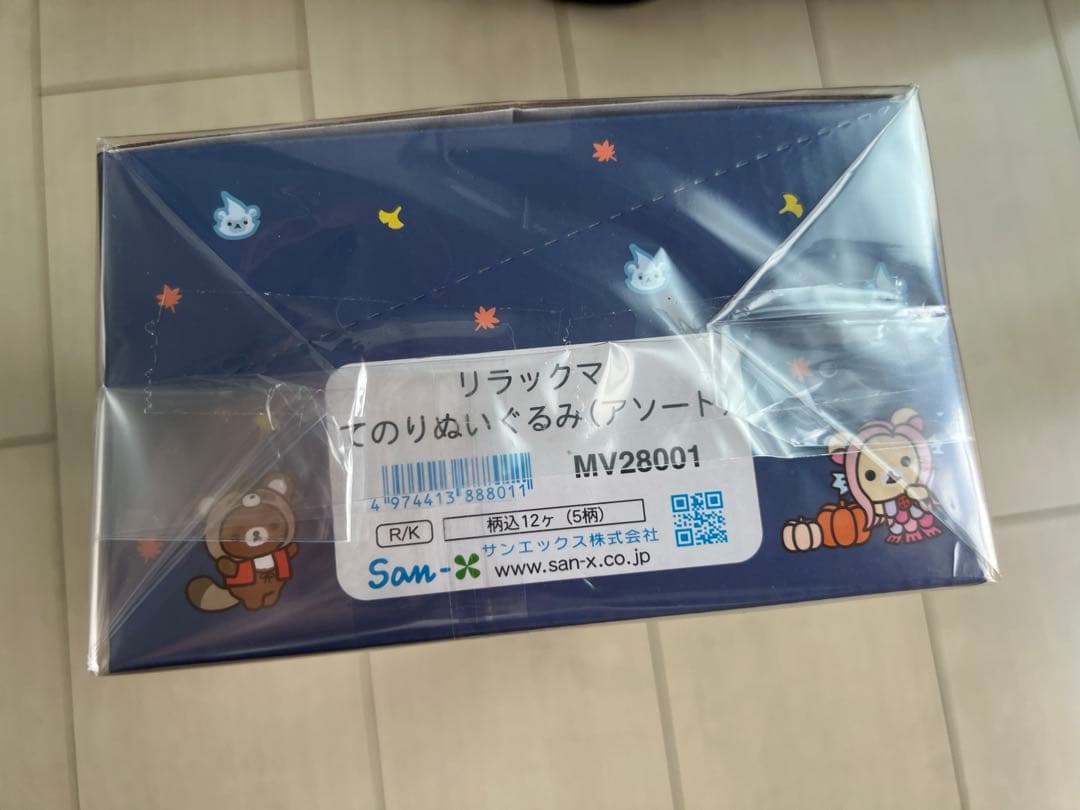 リラックマ
てのりぬいぐるみ(アソート)
MV28001
4 974413 888011
R/K
柄込12ヶ (5柄)
サンエックス株式会社
San-X
www.san-x.co.jp